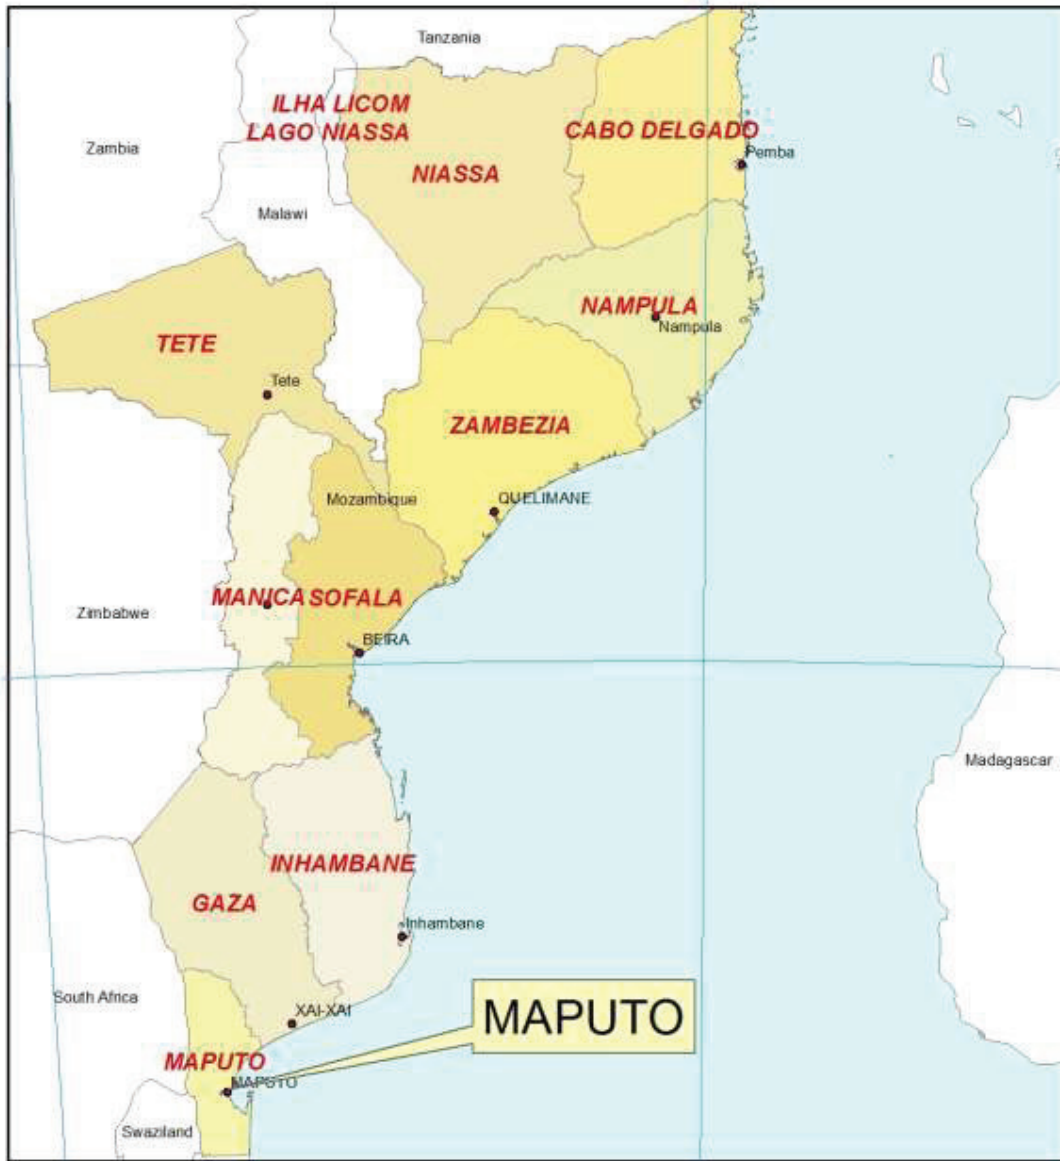 Tanzania
ILHA LICOM
LAGO NIASSA
CABO DELGADO
Zambia
Pemba
NIASSA
Malawi
NAMPULA
Nampula
TETE
Tete
ZAMBEZIA
Mozambique
QUELIMANE
MANICA
SOFALA
Zimbabwe
BEIRA
Madagascar
INHAMBANE
GAZA
Inhambane
South Africa
XAI-XAI
MAPUTO
MAPUTO
MAPUTO
Swaziland